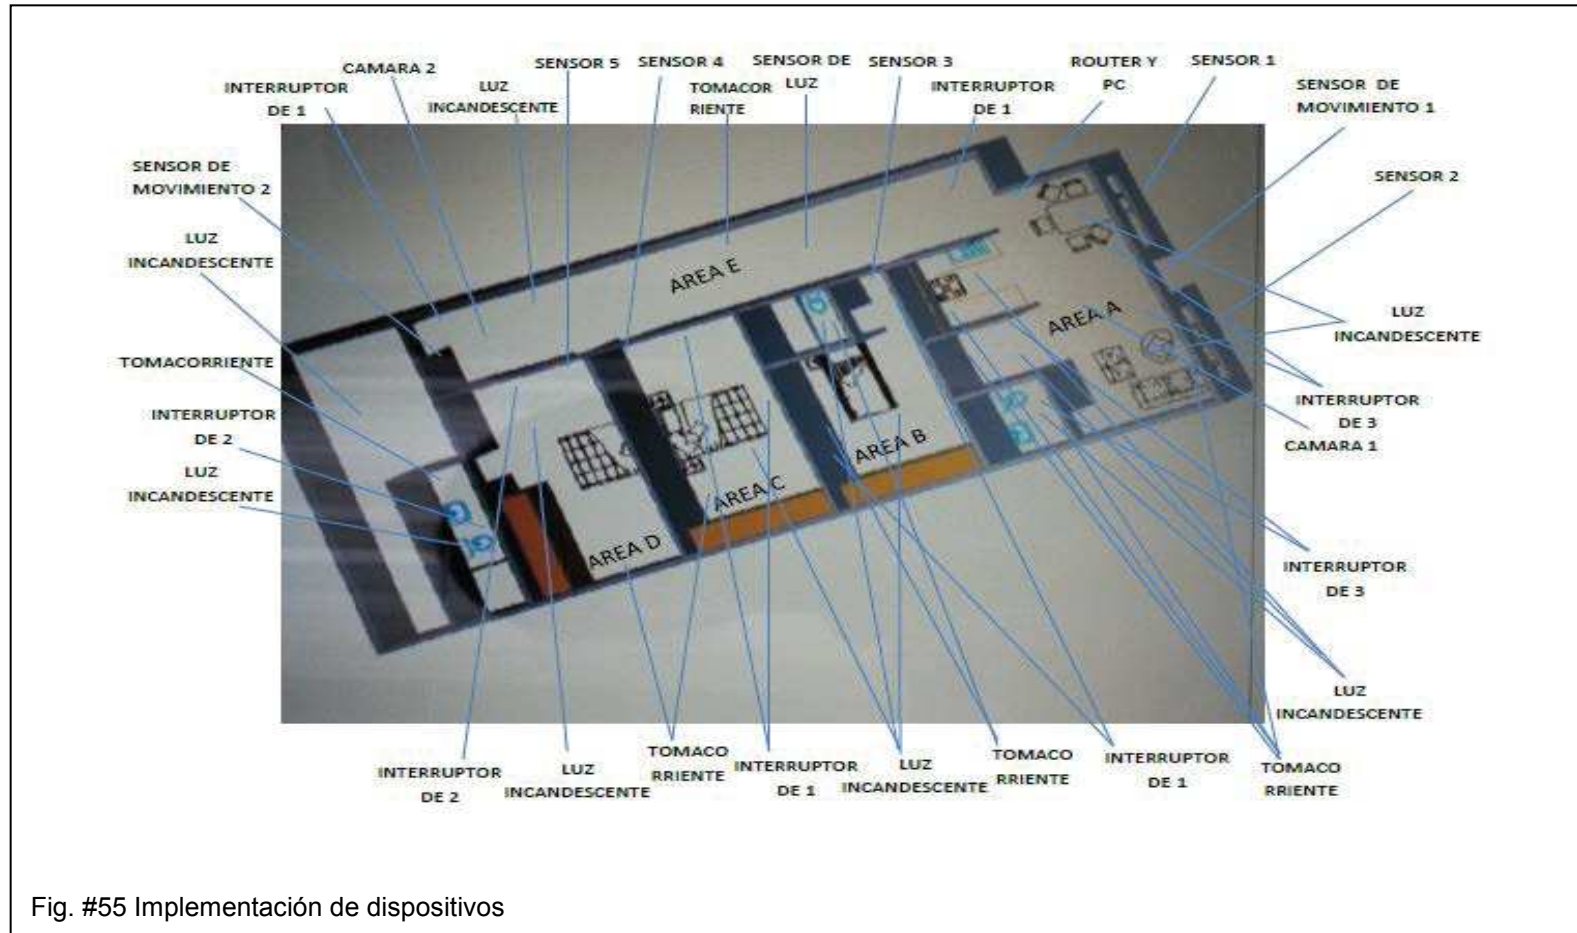 CAMARA 2
SENSOR 5
SENSOR 4
SENSOR DE
LUZ
SENSOR 3
ROUTER Y
PC
SENSOR 1
INTERRUPTOR
DE 1
LUZ
INCANDESCENTE
TOMACOR
RIENTE
INTERRUPTOR
DE 1
SENSOR DE
MOVIMIENTO 1
SENSOR DE
MOVIMIENTO 2
SENSOR 2
LUZ
INCANDESCENTE
AREA E
AREA A
LUZ
INCANDESCENTE
TOMACORRIENTE
INTERRUPTOR
DE 2
INTERRUPTOR
DE 3
CAMARA 1
AREA B
LUZ
INCANDESCENTE
AREA C
AREA D
INTERRUPTOR
DE 3
LUZ
INCANDESCENTE
INTERRUPTOR
DE 2
LUZ
INCANDESCENTE
TOMACO
RRIENTE
INTERRUPTOR
DE 1
LUZ
INCANDESCENTE
TOMACO
RRIENTE
INTERRUPTOR
DE 1
TOMACO
RRIENTE
Fig. #55 Implementación de dispositivos